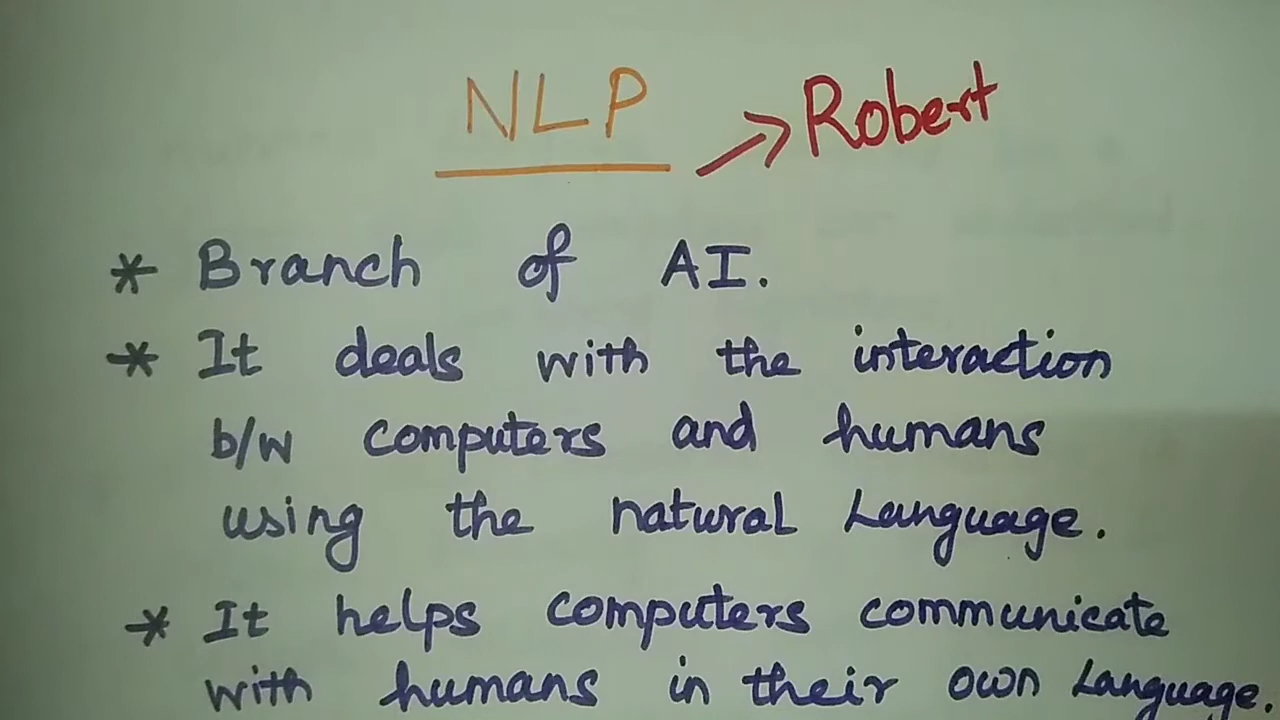 NLP → Robert
* Branch of AI.
* It deals with the interaction
b/w computers and humans
using the natural Language.
* It helps computers communicate
with humans in their own Language.